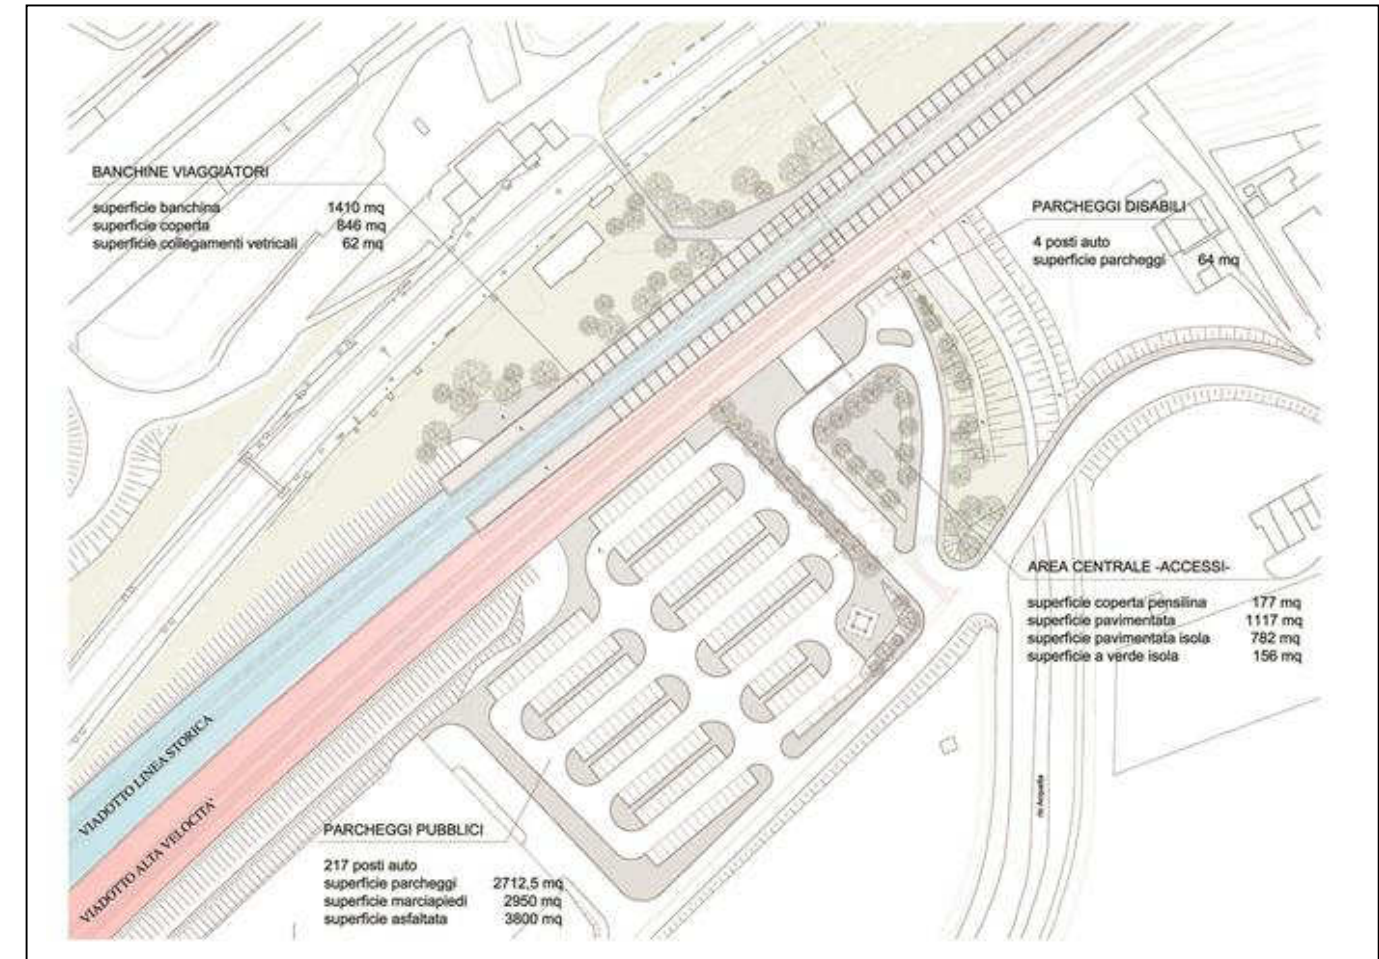 BANCHINE VIAGGIATORI
superficie banchina 1410 mq
superficie coperta 846 mq
superficie collegamenti vetricali 62 mq
PARCHEGGI DISABILI
4 posti auto
superficie parcheggi 64 mq
AREA CENTRALE -ACCESSI-
superficie coperta pensilina 177 mq
superficie pavimentata 1117 mq
superficie pavimentata isola 782 mq
superficie a verde isola 156 mq
VIADOTTO LINEA STORICA
VIADOTTO ALTA VELOCITA'
PARCHEGGI PUBBLICI
217 posti auto
superficie parcheggi 2712,5 mq
superficie marciapiedi 2950 mq
superficie asfaltata 3800 mq
rio Acqualia